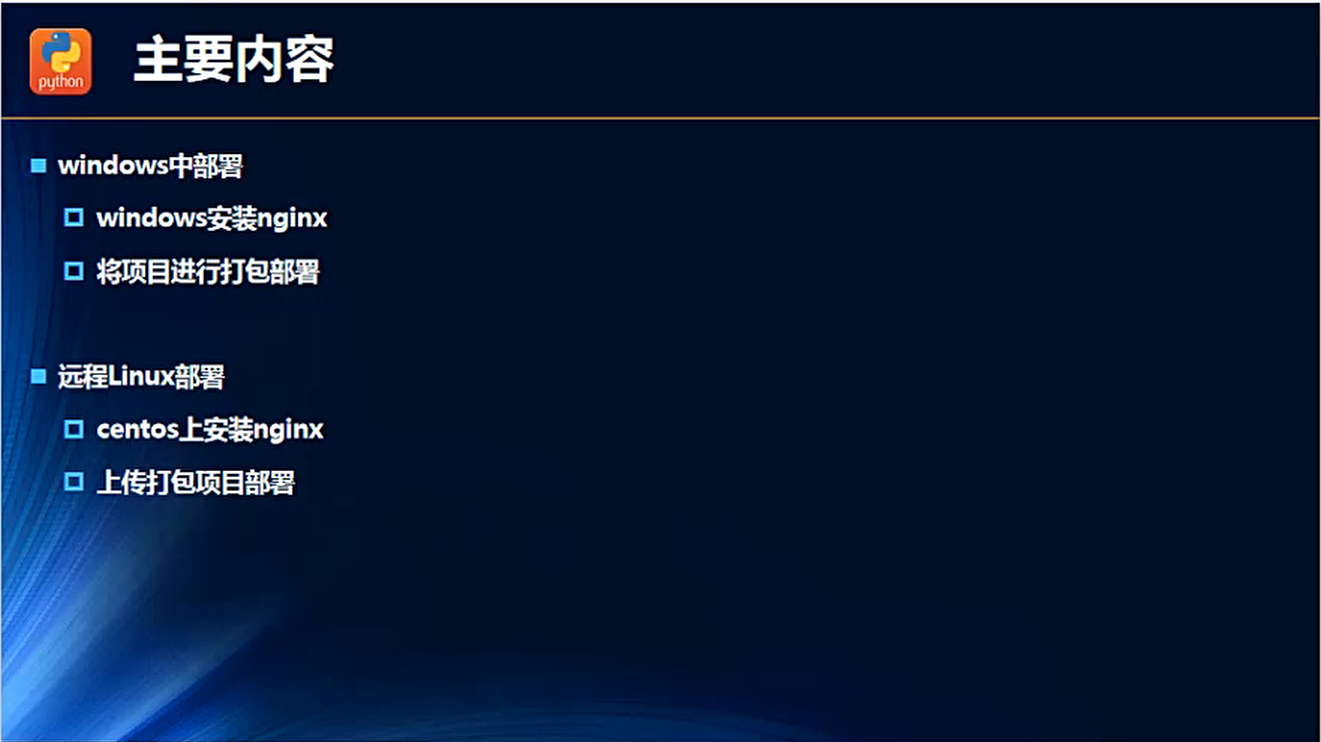 python
主要内容
windows中部署
windows安装nginx
将项目进行打包部署
远程Linux部署
centos上安装nginx
上传打包项目部署